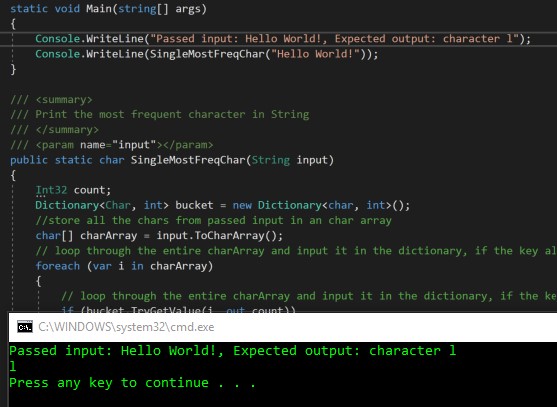 static void Main(string[] args)
{
Console.WriteLine("Passed input: Hello World!, Expected output: character l");
Console.WriteLine(SingleMostFreqChar("Hello World!"));
}
/// <summary>
/// Print the most frequent character in String
/// </summary>
/// <param name="input"></param>
public static char SingleMostFreqChar(String input)
{
Int32 count;
Dictionary<Char, int> bucket = new Dictionary<char, int>();
//store all the chars from passed input in an char array
char[] charArray = input.ToCharArray();
// loop through the entire charArray and input it in the dictionary, if the key al
foreach (var i in charArray)
{
// loop through the entire charArray and input it in the dictionary, if the ke
if (bucket.TryGetValue(i, out count))
C:\WINDOWS\system32\cmd.exe
Passed input: Hello World!, Expected output: character l
l
Press any key to continue . . .